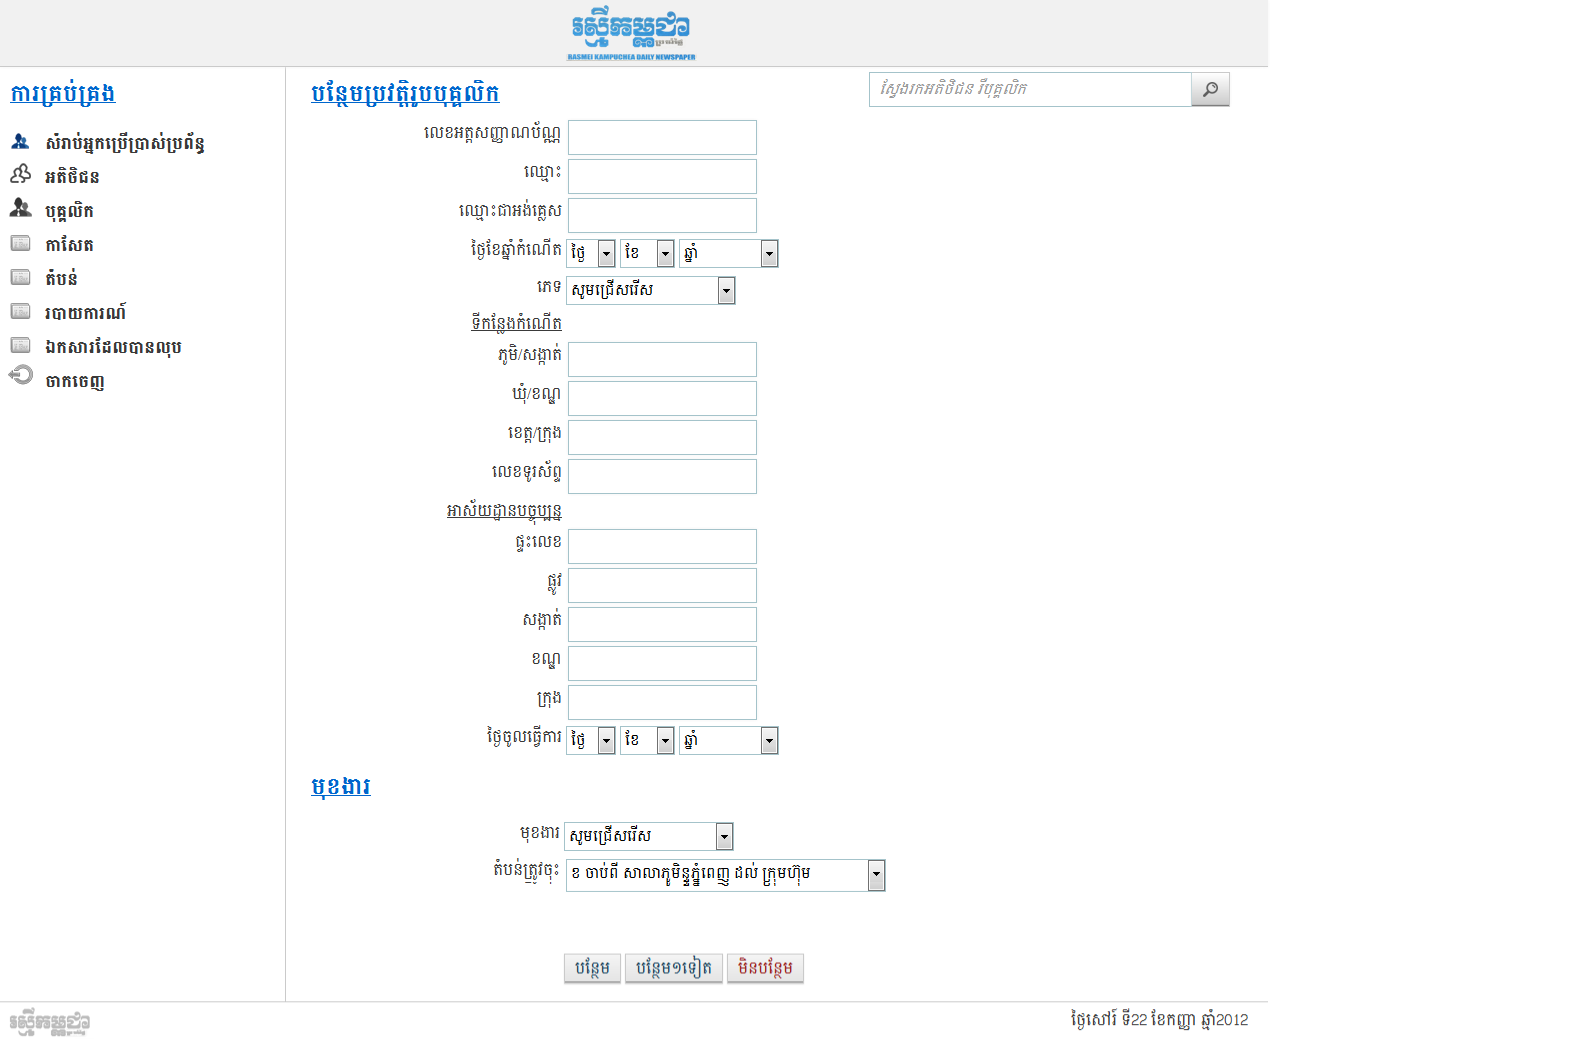 រស្មីកម្ពុជា
ប្រចាំថ្ងៃ
RASMEI KAMPUCHEA DAILY NEWSPAPER
ការគ្រប់គ្រង
សំរាប់អ្នកប្រើប្រាស់ប្រព័ន្ធ
អតិថិជន
បុគ្គលិក
កាសែត
តំបន់
របាយការណ៍
ឯកសារដែលបានលុប
ចាកចេញ
បន្ថែមប្រវត្តិរូបបុគ្គលិក
ស្វែងរកអតិថិជន រឺបុគ្គលិក
លេខអត្តសញ្ញាណប័ណ្ណ
ឈ្មោះ
ឈ្មោះជាអង់គ្លេស
ថ្ងៃខែឆ្នាំកំណើត ថ្ងៃ ខែ ឆ្នាំ
ភេទ សូមជ្រើសរើស
ទីកន្លែងកំណើត
ភូមិ/សង្កាត់
ឃុំ/ខណ្ឌ
ខេត្ត/ក្រុង
លេខទូរស័ព្ទ
អាស័យដ្ឋានបច្ចុប្បន្ន
ផ្ទះលេខ
ផ្លូវ
សង្កាត់
ខណ្ឌ
ក្រុង
ថ្ងៃចូលធ្វើការ ថ្ងៃ ខែ ឆ្នាំ
មុខងារ
មុខងារ សូមជ្រើសរើស
តំបន់ត្រូវចុះ ខ ចាប់ពី សាលាភូមិន្ទភ្នំពេញ ដល់ ក្រុមហ៊ុម
បន្ថែម បន្ថែម១ទៀត មិនបន្ថែម
រស្មីកម្ពុជា
ថ្ងៃសៅរ៍ ទី22 ខែកញ្ញា ឆ្នាំ2012